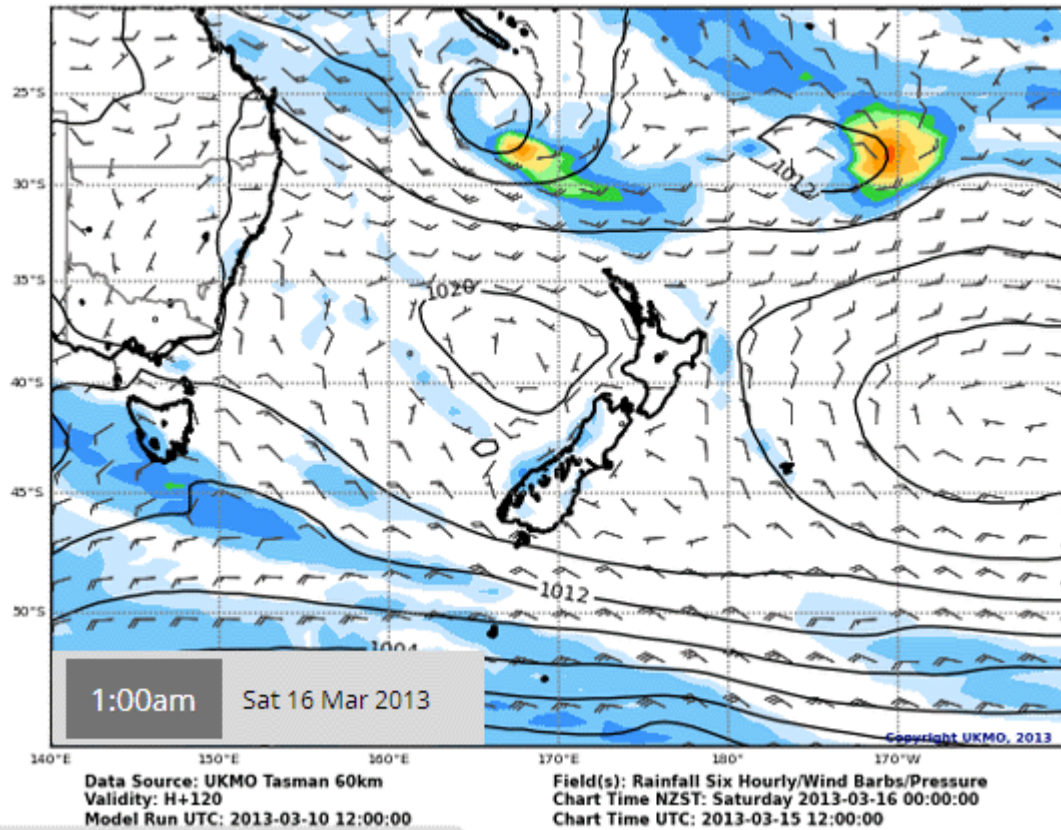 25°S
1012
30°S
35°S
1020
40°S
45°S
1012
50°S
1004
1:00am Sat 16 Mar 2013
Copyright UKMO, 2013
140°E 150°E 160°E 170°E 180° 170°W
Data Source: UKMO Tasman 60km Field(s): Rainfall Six Hourly/Wind Barbs/Pressure
Validity: H+120 Chart Time NZST: Saturday 2013-03-16 00:00:00
Model Run UTC: 2013-03-10 12:00:00 Chart Time UTC: 2013-03-15 12:00:00